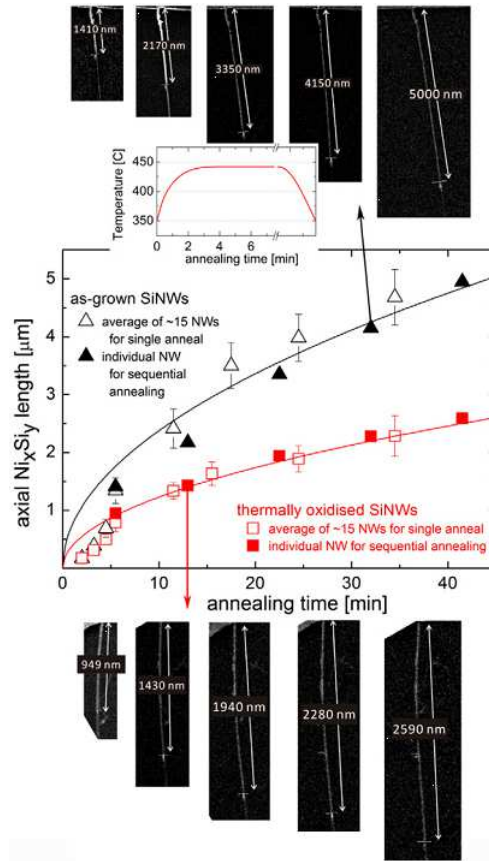 1410 nm
2170 nm
3350 nm
4150 nm
5000 nm
Temperature [C]
450
400
350
0 2 4 6
annealing time [min]
axial NixSiy length [µm]
5
4
3
2
1
as-grown SiNWs
average of ~15 NWs
for single anneal
individual NW
for sequential
annealing
thermally oxidised SiNWs
average of ~15 NWs for single anneal
individual NW for sequential annealing
0 10 20 30 40
annealing time [min]
949 nm
1430 nm
1940 nm
2280 nm
2590 nm